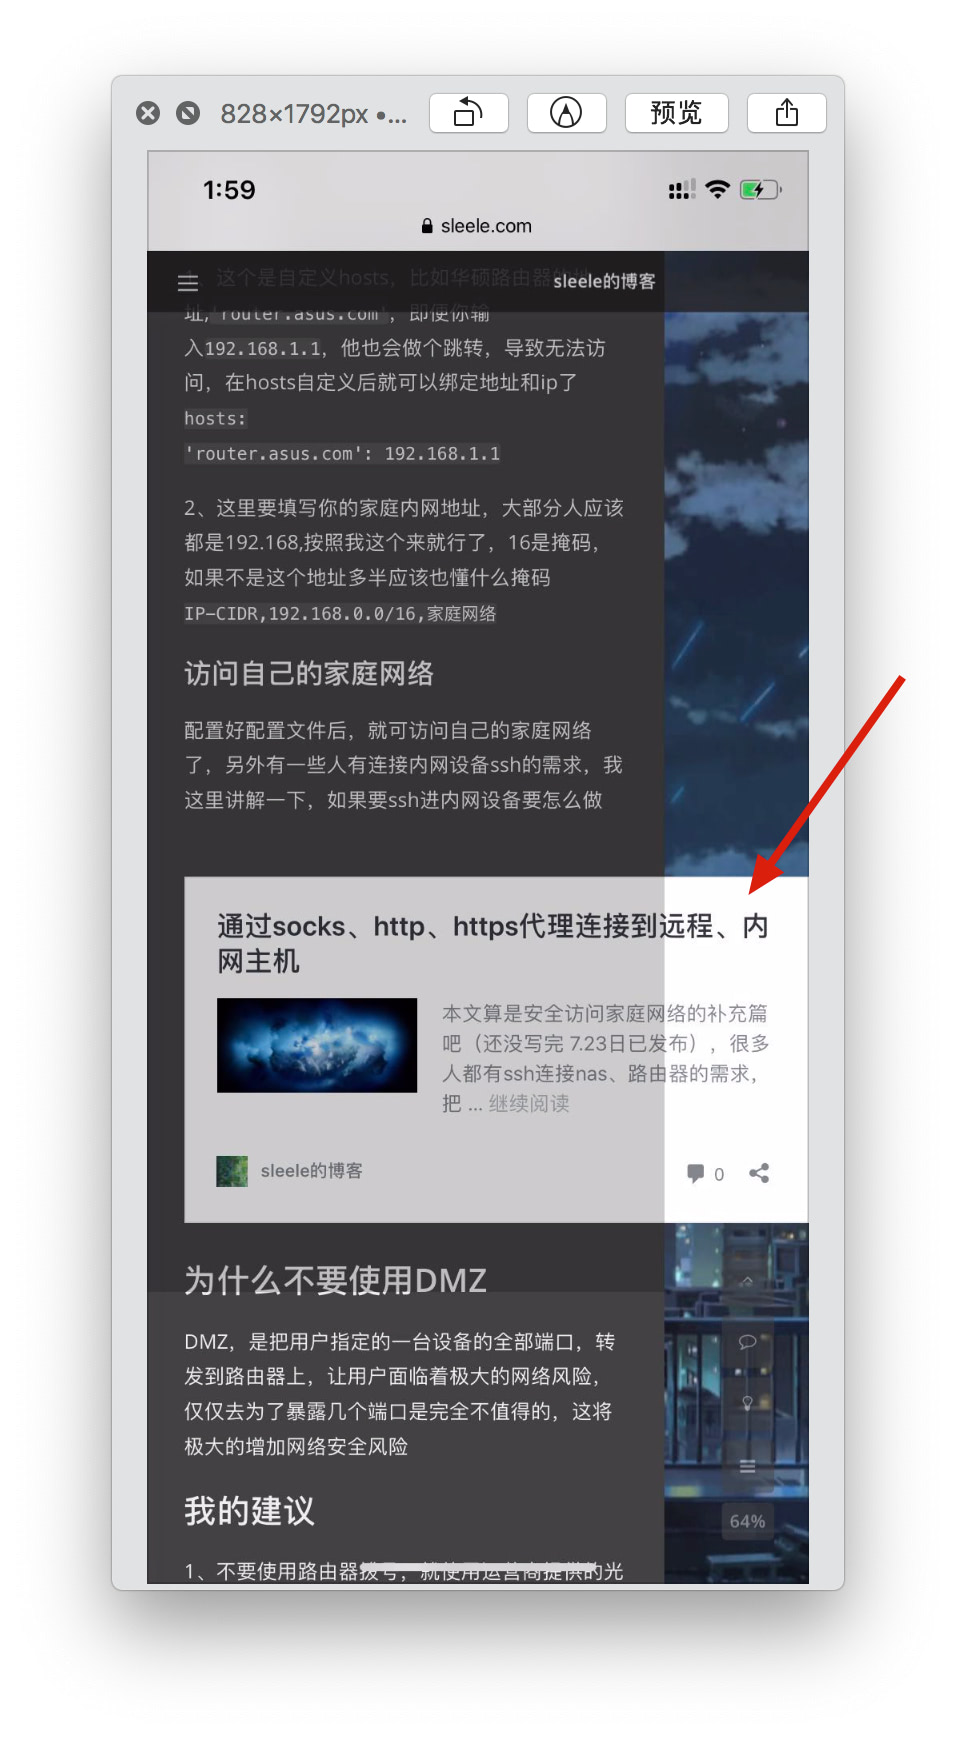 828×1792px •...
预览
1:59
sleele.com
1、这个是自定义hosts，比如华硕路由器的地
sleele的博客
址,'router.asus.com'，即便你输
入192.168.1.1，他也会做个跳转，导致无法访
问，在hosts自定义后就可以绑定地址和ip了
hosts:
'router.asus.com': 192.168.1.1
2、这里要填写你的家庭内网地址，大部分人应该
都是192.168,按照我这个来就行了，16是掩码，
如果不是这个地址多半应该也懂什么掩码
IP-CIDR,192.168.0.0/16,家庭网络
访问自己的家庭网络
配置好配置文件后，就可访问自己的家庭网络
了，另外有一些人有连接内网设备ssh的需求，我
这里讲解一下，如果要ssh进内网设备要怎么做
通过socks、http、https代理连接到远程、内
网主机
本文算是安全访问家庭网络的补充篇
吧（还没写完 7.23日已发布），很多
人都有ssh连接nas、路由器的需求，
把 ... 继续阅读
sleele的博客
0
为什么不要使用DMZ
DMZ，是把用户指定的一台设备的全部端口，转
发到路由器上，让用户面临着极大的网络风险，
仅仅去为了暴露几个端口是完全不值得的，这将
极大的增加网络安全风险
我的建议
64%
1、不要使用路由器拨号，就使用运营商提供的光